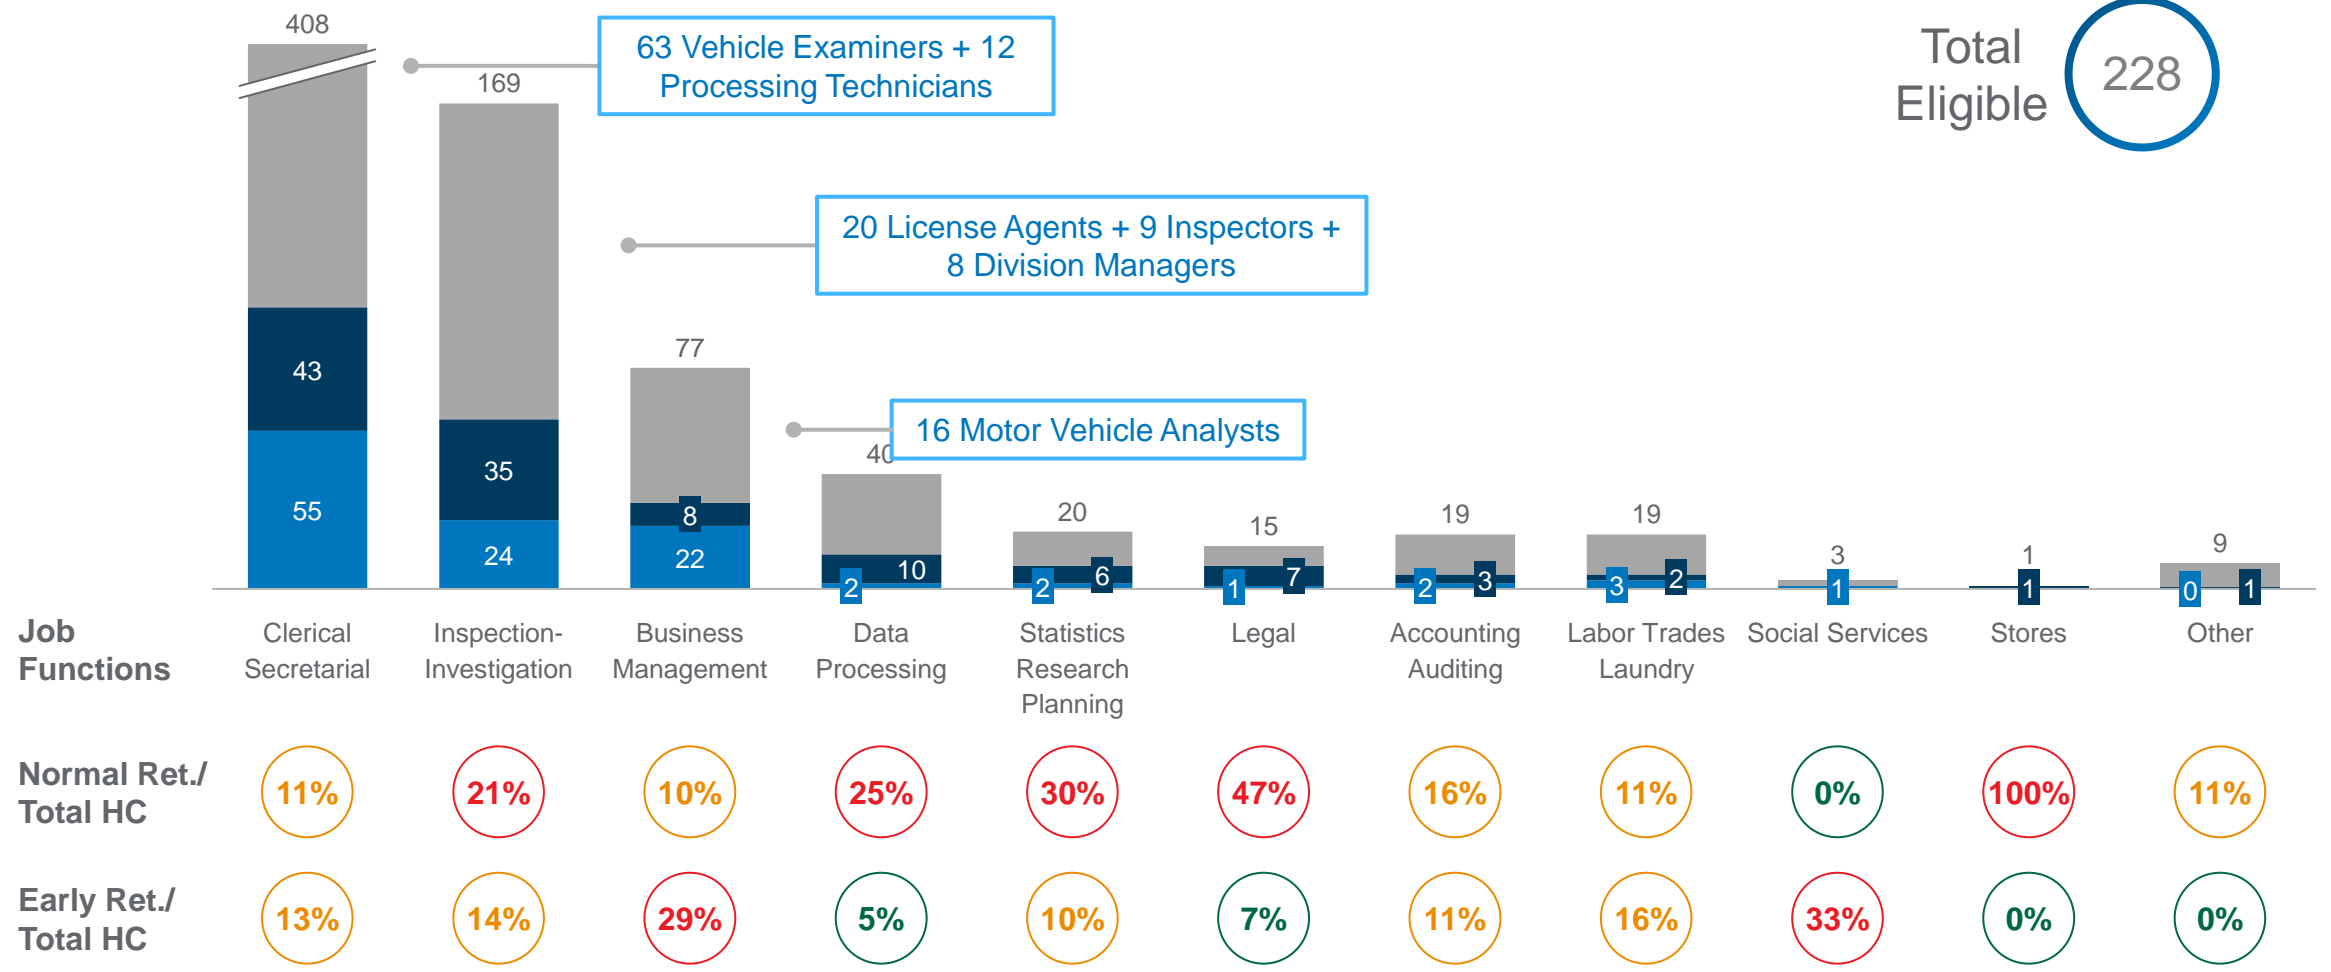 408
63 Vehicle Examiners + 12
Processing Technicians
Total
Eligible
228
169
20 License Agents + 9 Inspectors +
8 Division Managers
77
16 Motor Vehicle Analysts
40
43
35
8
55
24
22
10
2
20
6
2
15
7
1
19
3
2
19
2
3
3
1
1
1
9
0
1
Job
Functions
Clerical
Secretarial
Inspection-
Investigation
Business
Management
Data
Processing
Statistics
Research
Planning
Legal
Accounting
Auditing
Labor Trades
Laundry
Social Services
Stores
Other
Normal Ret./
Total HC
11% 21% 10% 25% 30% 47% 16% 11% 0% 100% 11%
Early Ret./
Total HC
13% 14% 29% 5% 10% 7% 11% 16% 33% 0% 0%